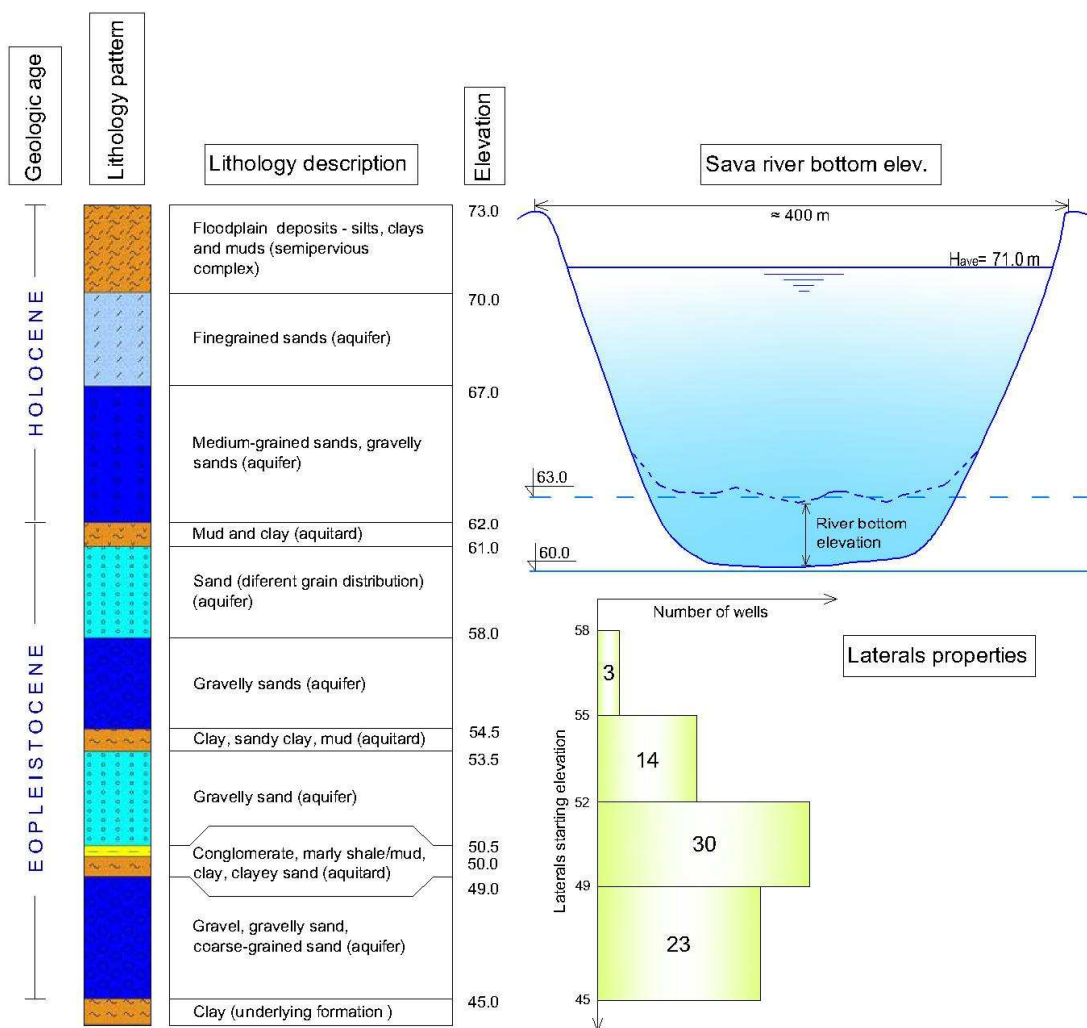 Geologic age
Lithology pattern
Lithology description
Elevation
Sava river bottom elev.
HOLOCENE
EOPLEISTOCENE
Floodplain deposits - silts, clays
and muds (semipervious
complex)
Finegrained sands (aquifer)
Medium-grained sands, gravelly
sands (aquifer)
Mud and clay (aquitard)
Sand (diferent grain distribution)
(aquifer)
Gravelly sands (aquifer)
Clay, sandy clay, mud (aquitard)
Gravelly sand (aquifer)
Conglomerate, marly shale/mud,
clay, clayey sand (aquitard)
Gravel, gravelly sand,
coarse-grained sand (aquifer)
Clay (underlying formation )
73.0
70.0
67.0
62.0
61.0
58.0
54.5
53.5
50.5
50.0
49.0
45.0
≈ 400 m
Have= 71.0 m
63.0
River bottom
elevation
60.0
Number of wells
Laterals properties
Laterals starting elevation
58
3
55
14
52
30
49
23
45